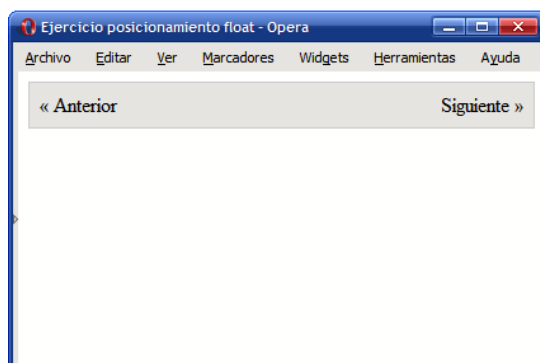 Ejercicio posicionamiento float - Opera
Archivo Editar Ver Marcadores Widgets Herramientas Ayuda
« Anterior Siguiente »